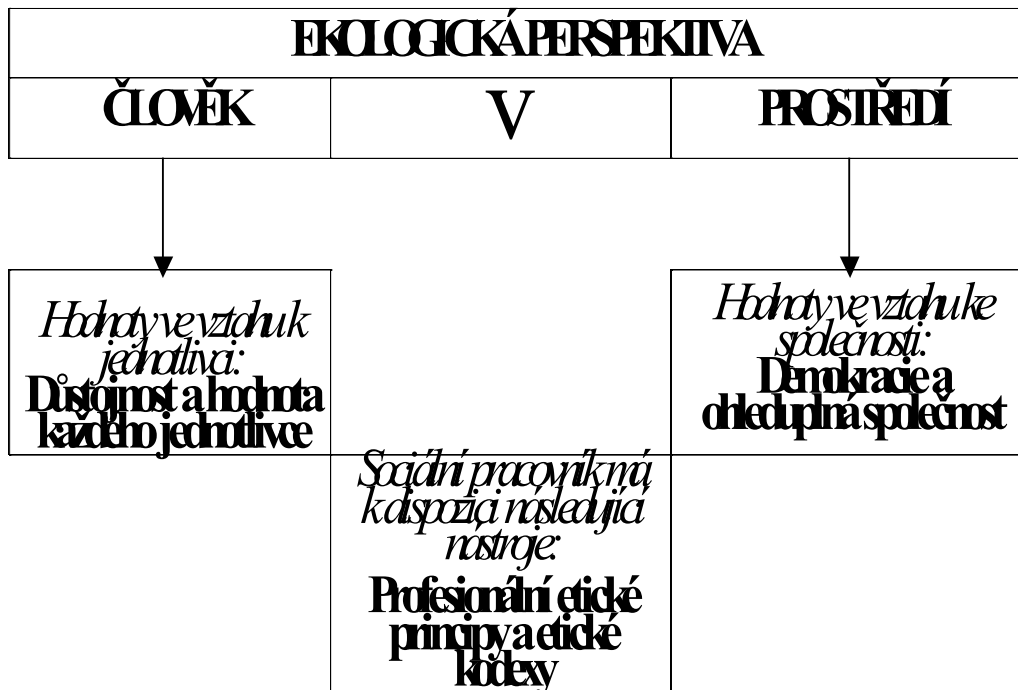 EKOLOGICKÁ PERSPEKTIVA
ČLOVĚK
V
PROSTŘEDÍ
Hodnoty ve vztahu k
jednotlivci:
Důstojnost a hodnota
každého jednotlivce
Hodnoty ve vztahu ke
společnosti:
Demokracie a
ohleduplná společnost
Sociální pracovník má
k dispozici následující
nástroje:
Profesionální etické
principy a etické
kodexy